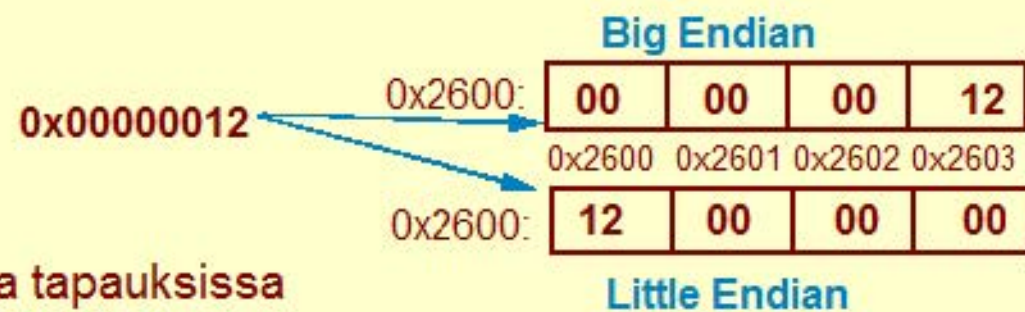 Big Endian
0x00000012
0x2600: 00 00 00 12
0x2600 0x2601 0x2602 0x2603
0x2600: 12 00 00 00
a tapauksissa
Little Endian